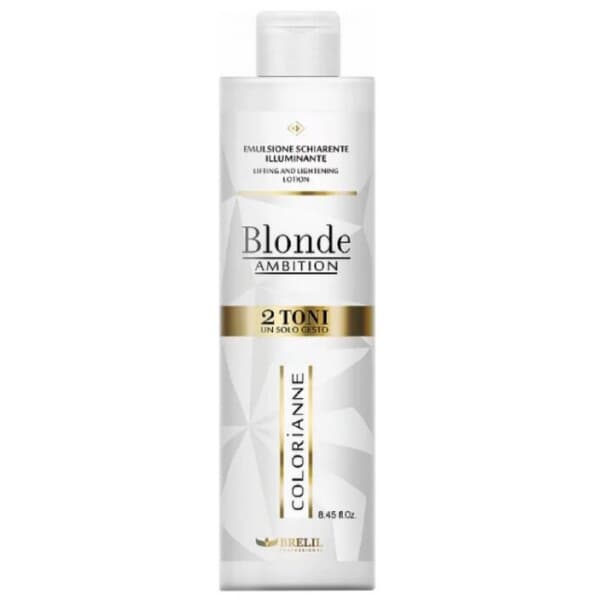 EMULSIONE SCHIARENTE
ILLUMINANTE
LIFTING AND LIGHTENING
LOTION
Blonde
AMBITION
2 TONI
UN SOLO GESTO
COLORiANNE
8.45 fl.Oz.
BRELIL
PROFESSIONAL